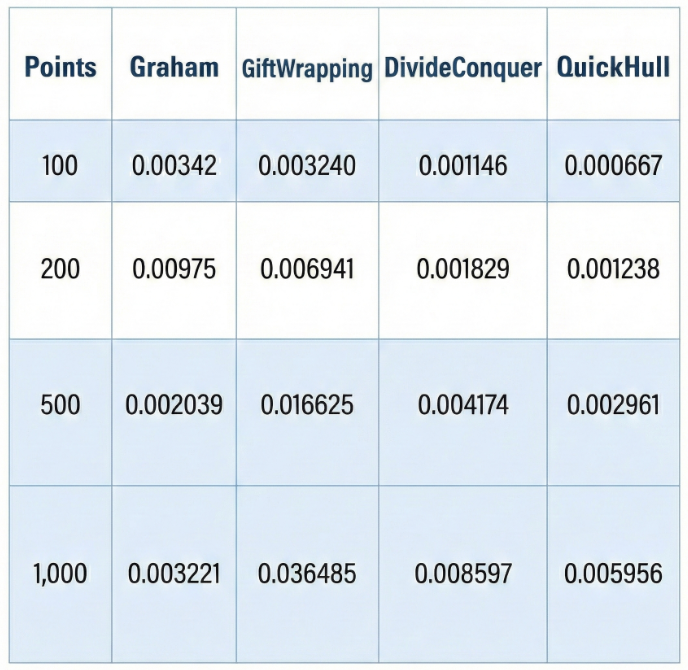 Points Graham GiftWrapping DivideConquer QuickHull
100 0.00342 0.003240 0.001146 0.000667
200 0.00975 0.006941 0.001829 0.001238
500 0.002039 0.016625 0.004174 0.002961
1,000 0.003221 0.036485 0.008597 0.005956